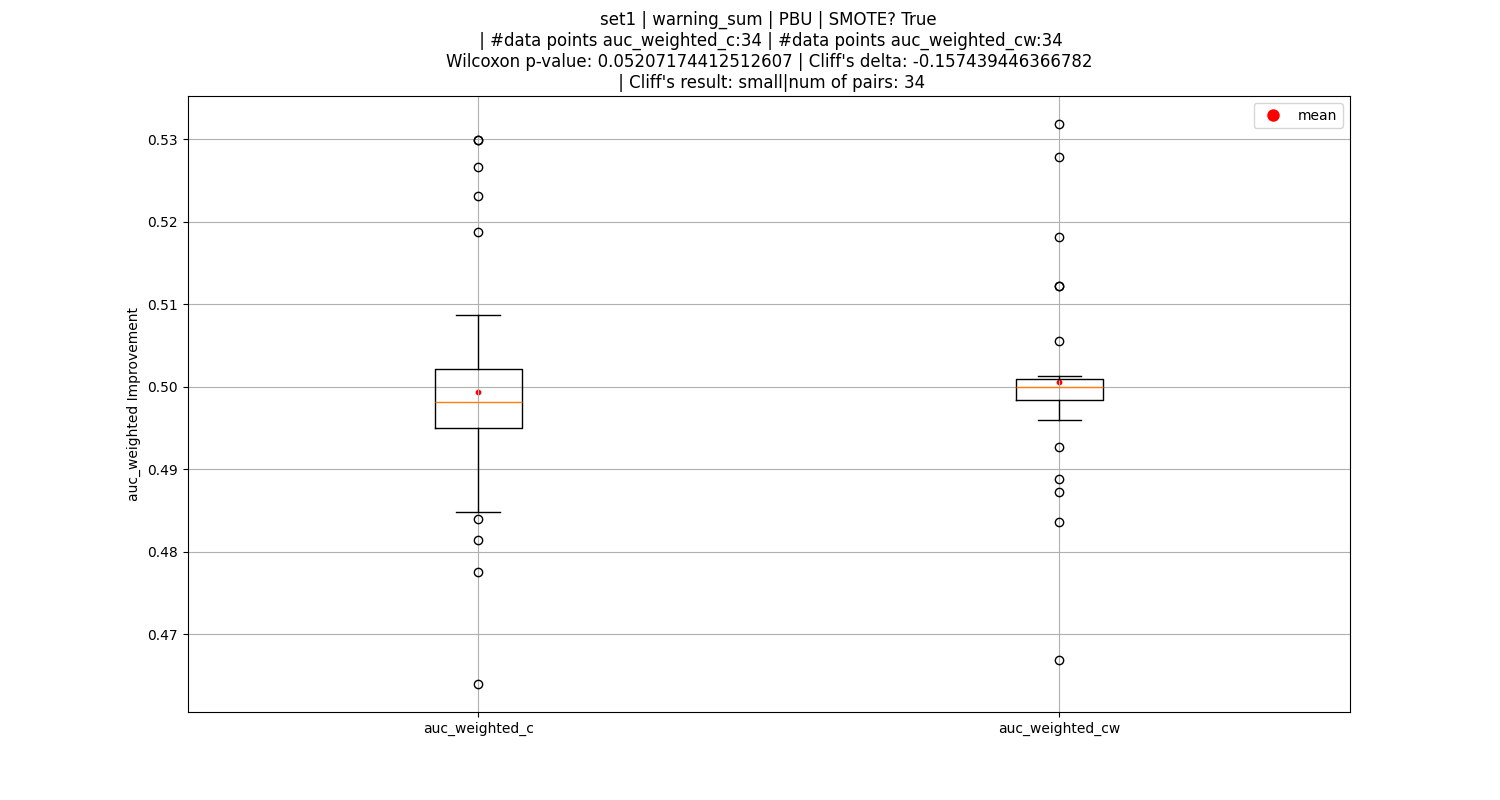 set1 | warning_sum | PBU | SMOTE? True
| #data points auc_weighted_c:34 | #data points auc_weighted_cw:34
Wilcoxon p-value: 0.05207174412512607 | Cliff's delta: -0.157439446366782
| Cliff's result: small|num of pairs: 34
mean
0.53
0.52
0.51
0.50
0.49
0.48
0.47
auc_weighted Improvement
auc_weighted_c
auc_weighted_cw